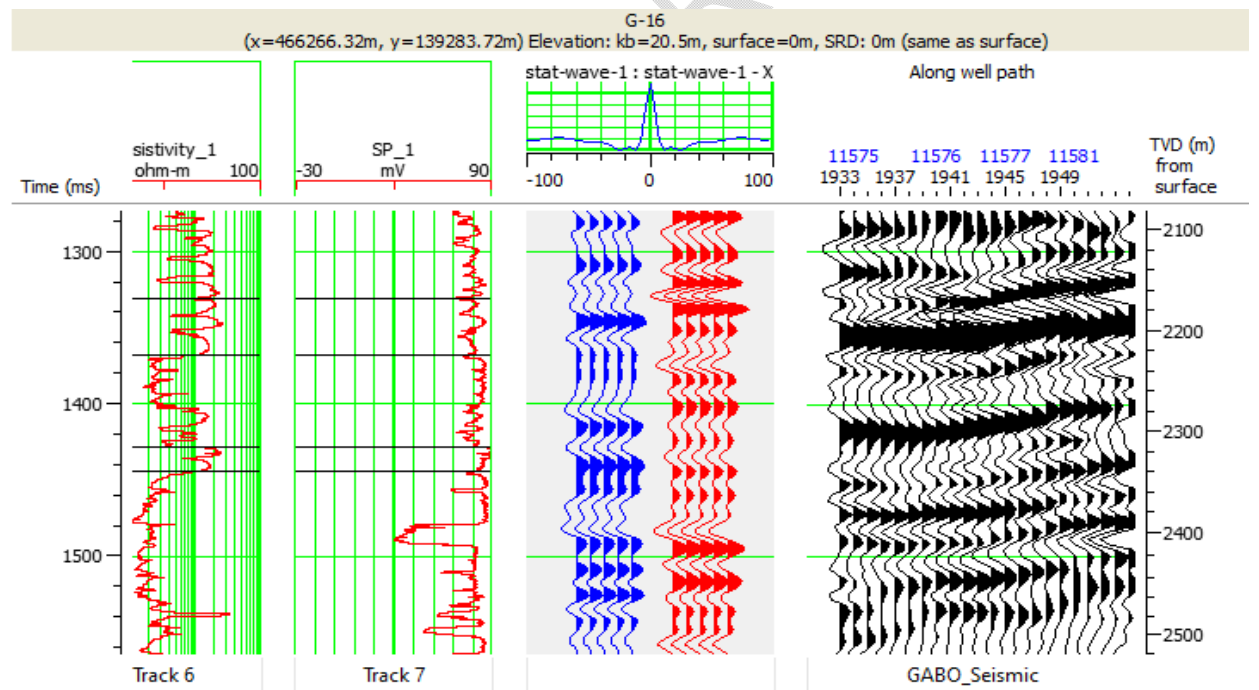 G-16
(x=466266.32m, y=139283.72m) Elevation: kb=20.5m, surface=0m, SRD: 0m (same as surface)
stat-wave-1 : stat-wave-1 - X
Along well path
sistivity_1
ohm-m 100
SP_1
-30 mV 90
-100 0 100
11575 11576 11577 11581
1933 1937 1941 1945 1949
TVD (m)
from
surface
Time (ms)
1300
1400
1500
2100
2200
2300
2400
2500
Track 6
Track 7
GABO_Seismic